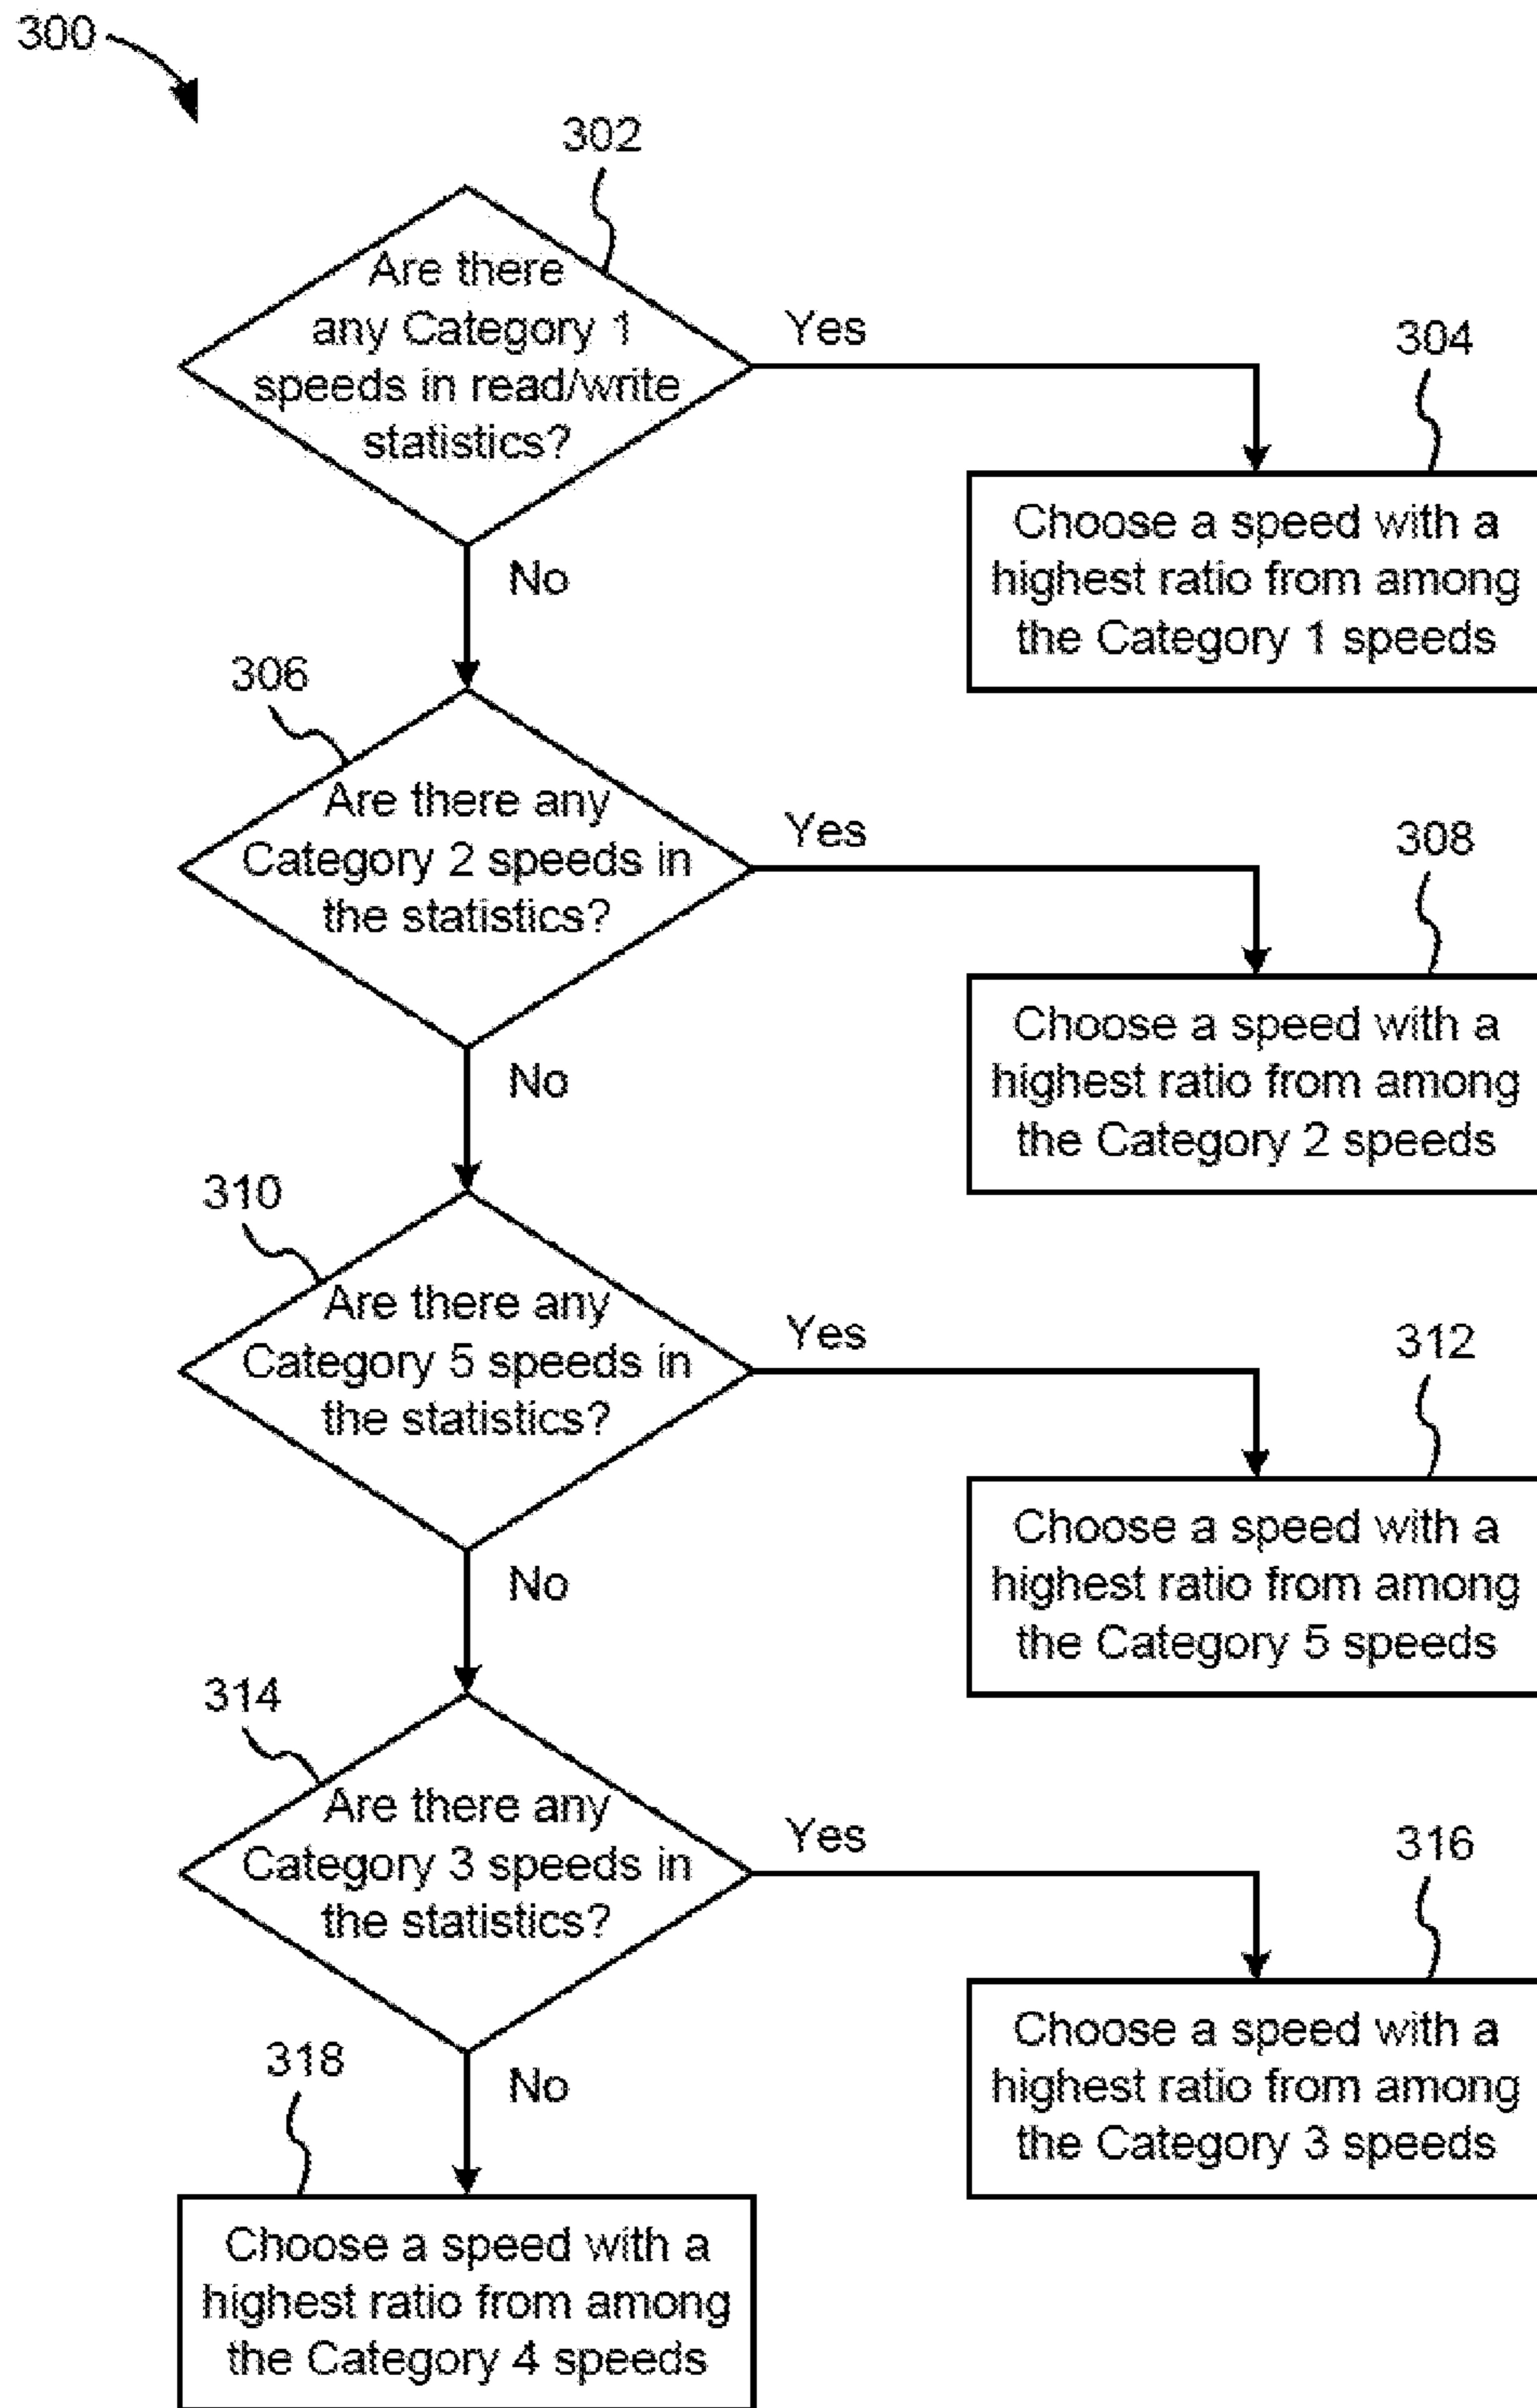 300
302
Are there
any Category 1
speeds in read/write
statistics?
Yes
304
Choose a speed with a
highest ratio from among
the Category 1 speeds
No
306
Are there any
Category 2 speeds in
the statistics?
Yes
308
Choose a speed with a
highest ratio from among
the Category 2 speeds
No
310
Are there any
Category 5 speeds in
the statistics?
Yes
312
Choose a speed with a
highest ratio from among
the Category 5 speeds
No
314
Are there any
Category 3 speeds in
the statistics?
Yes
316
Choose a speed with a
highest ratio from among
the Category 3 speeds
No
318
Choose a speed with a
highest ratio from among
the Category 4 speeds